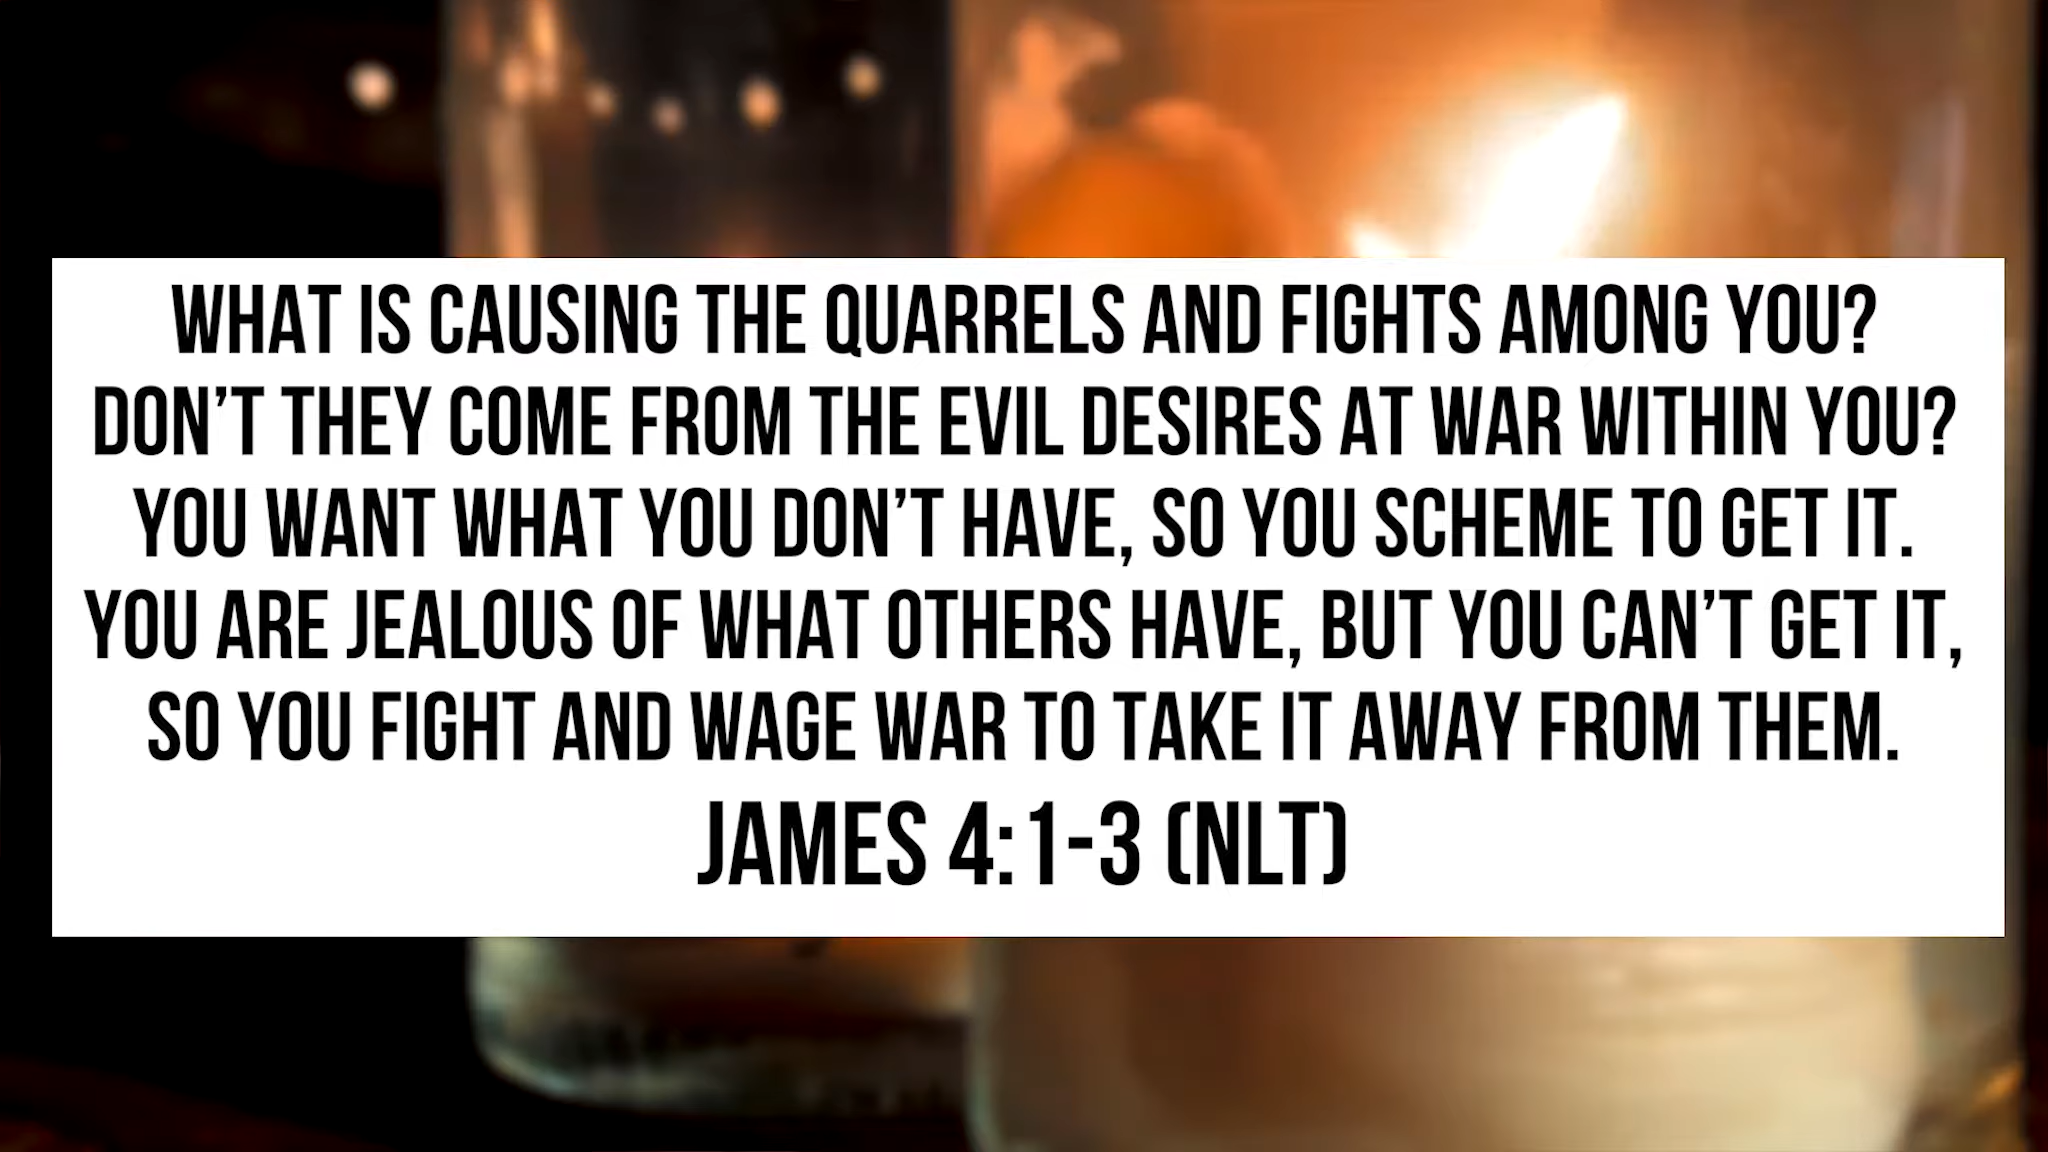 WHAT IS CAUSING THE QUARRELS AND FIGHTS AMONG YOU?
DON’T THEY COME FROM THE EVIL DESIRES AT WAR WITHIN YOU?
YOU WANT WHAT YOU DON’T HAVE, SO YOU SCHEME TO GET IT.
YOU ARE JEALOUS OF WHAT OTHERS HAVE, BUT YOU CAN’T GET IT,
SO YOU FIGHT AND WAGE WAR TO TAKE IT AWAY FROM THEM.
JAMES 4:1-3 (NLT)